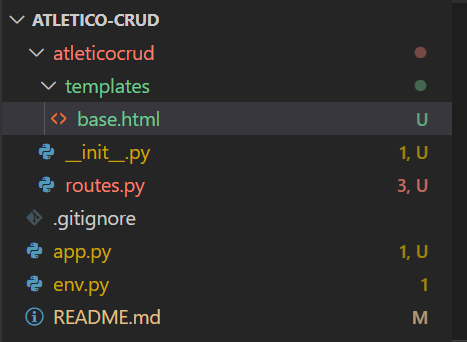 ATLETICO-CRUD
atleticocrud
templates
<> base.html U
__init__.py 1, U
routes.py 3, U
.gitignore
app.py 1, U
env.py 1
README.md M